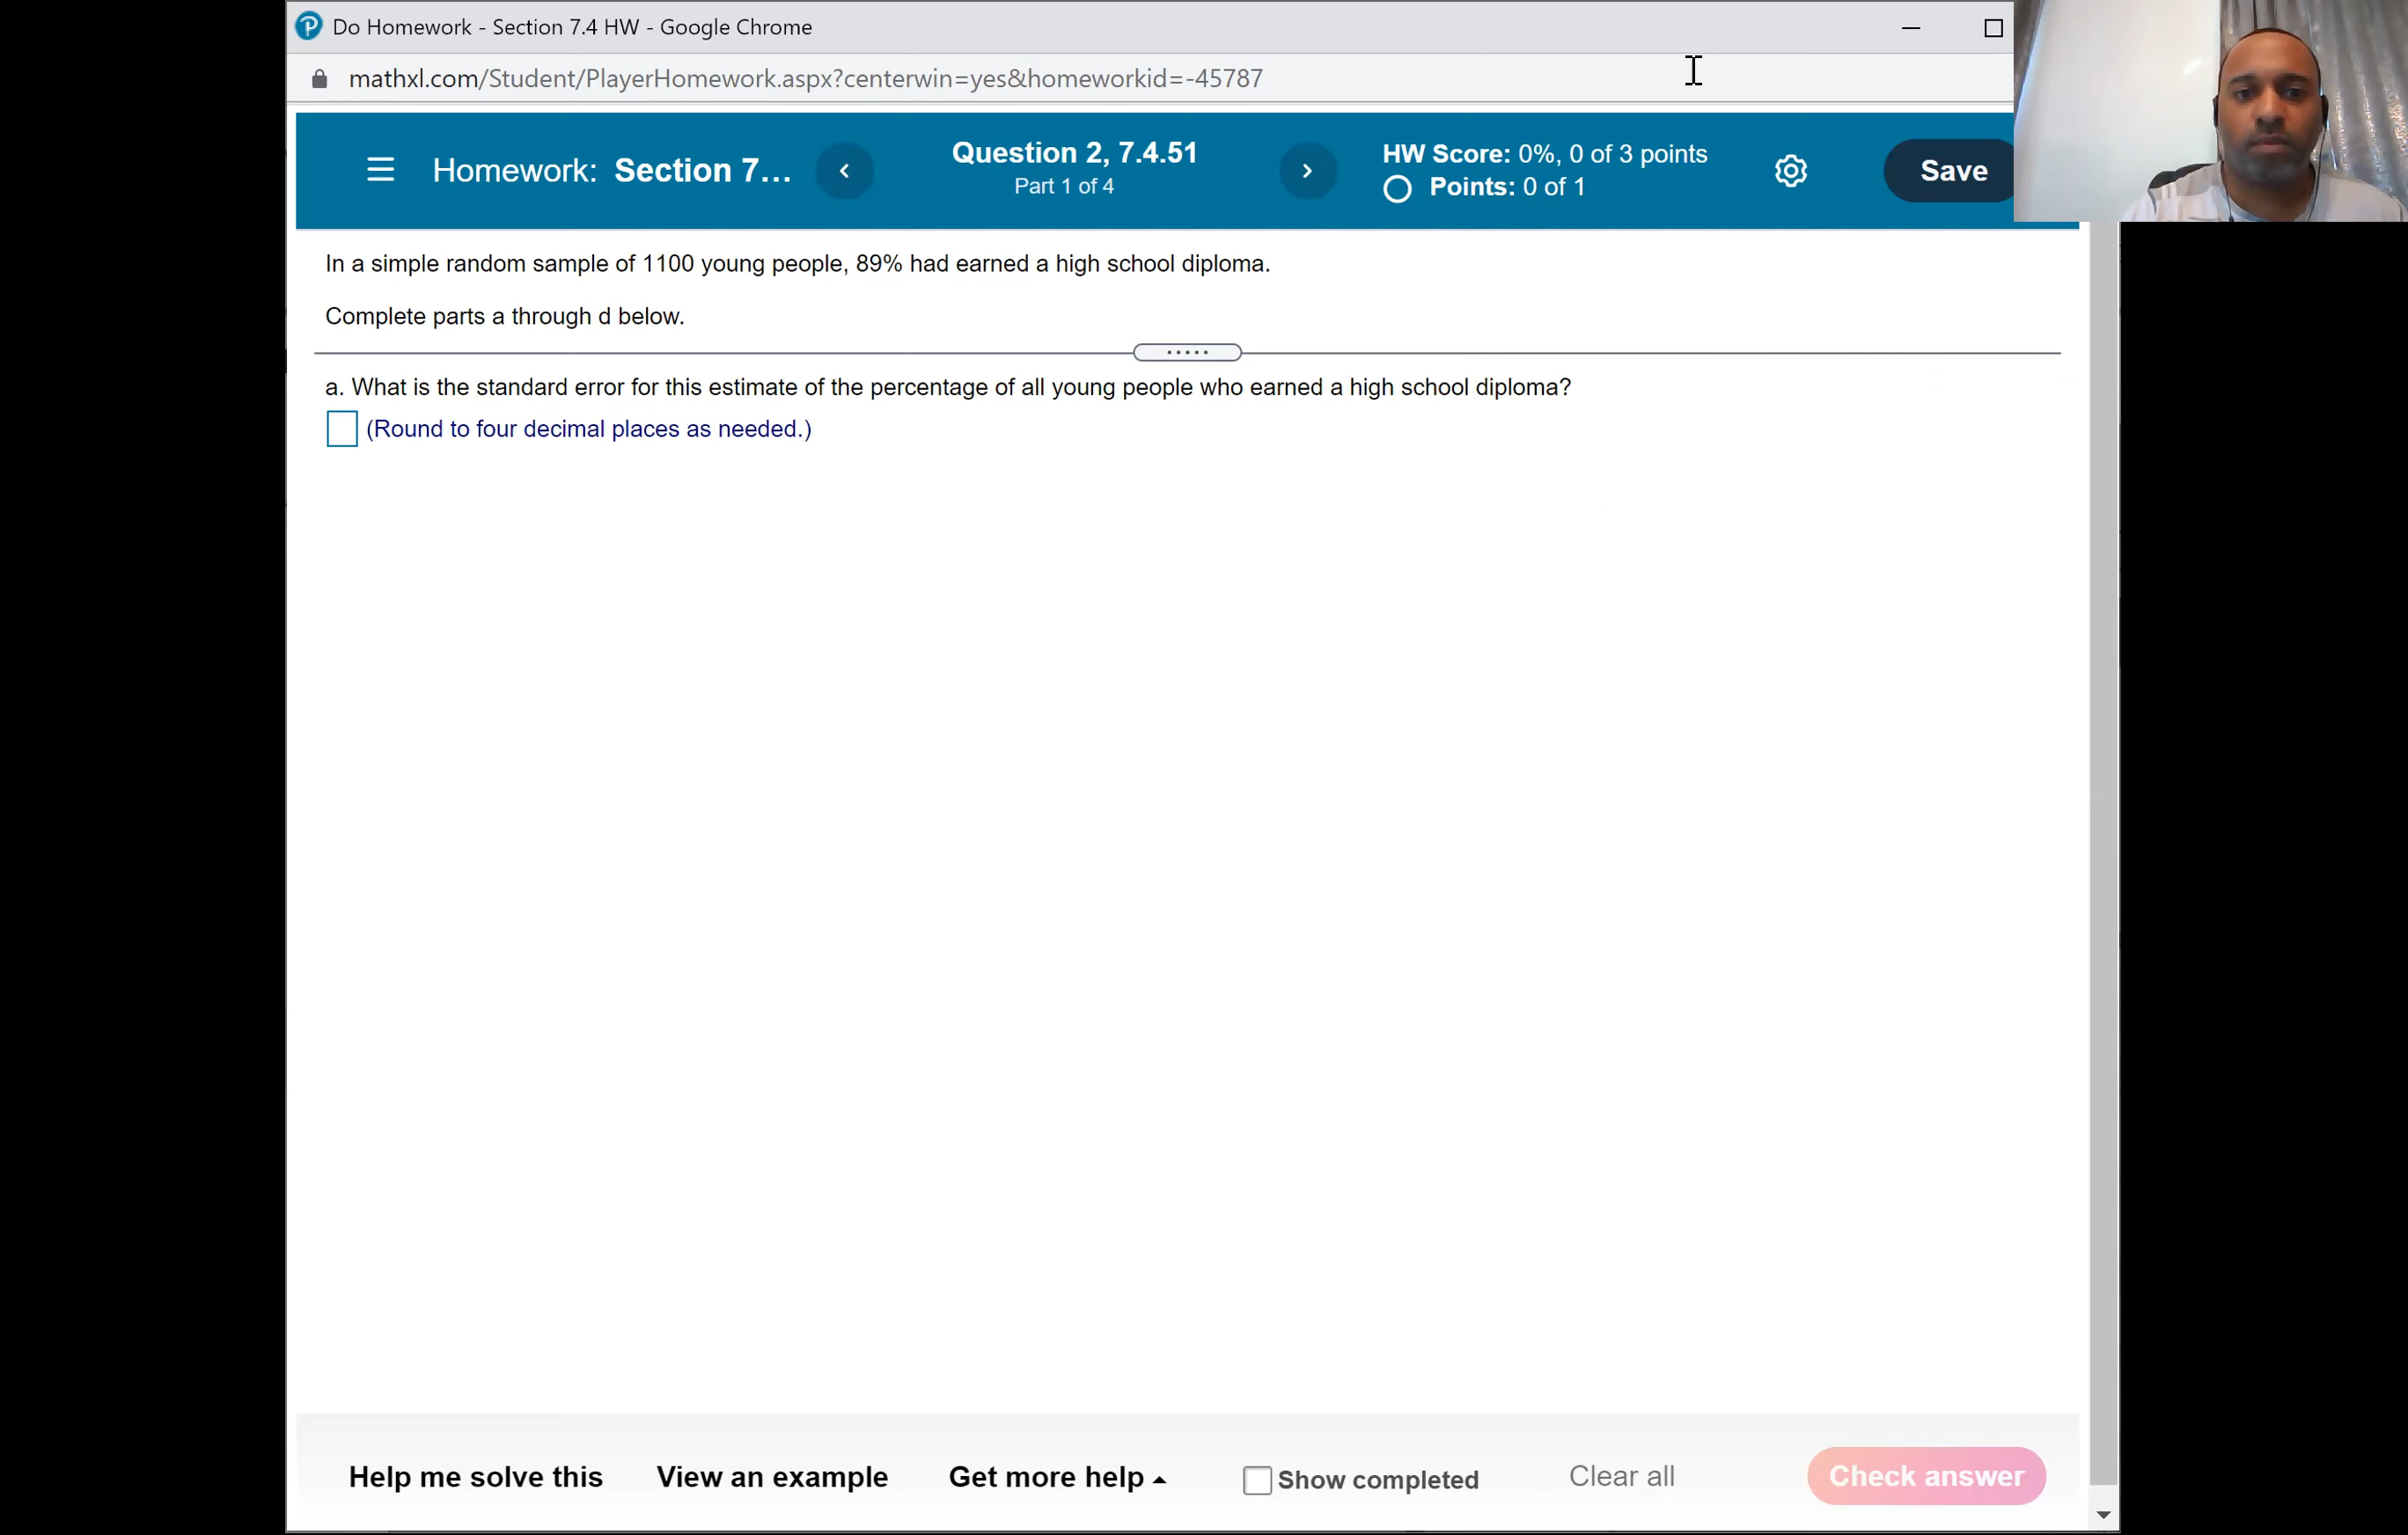 Do Homework - Section 7.4 HW - Google Chrome
mathxl.com/Student/PlayerHomework.aspx?centerwin=yes&homeworkid=-45787
Homework: Section 7...
Question 2, 7.4.51
Part 1 of 4
HW Score: 0%, 0 of 3 points
Points: 0 of 1
Save
In a simple random sample of 1100 young people, 89% had earned a high school diploma.
Complete parts a through d below.
a. What is the standard error for this estimate of the percentage of all young people who earned a high school diploma?
(Round to four decimal places as needed.)
Help me solve this
View an example
Get more help
Show completed
Clear all
Check answer